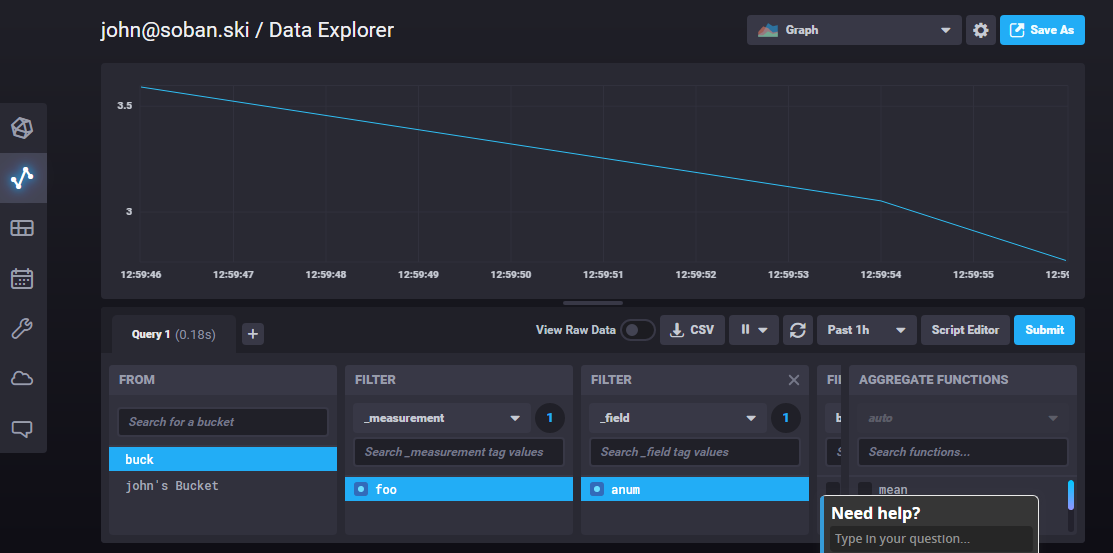 john@soban.ski / Data Explorer
Graph
Save As
3.5
3
12:59:46 12:59:47 12:59:48 12:59:49 12:59:50 12:59:51 12:59:52 12:59:53 12:59:54 12:59:55 12:59
Query 1 (0.18s)
+
View Raw Data
CSV
Past 1h
Script Editor
Submit
FROM
Search for a bucket
buck
john's Bucket
FILTER
_measurement
1
Search _measurement tag values
foo
FILTER
_field
1
Search _field tag values
anum
FI
b
S
AGGREGATE FUNCTIONS
auto
Search functions...
mean
Need help?
Type in your question...